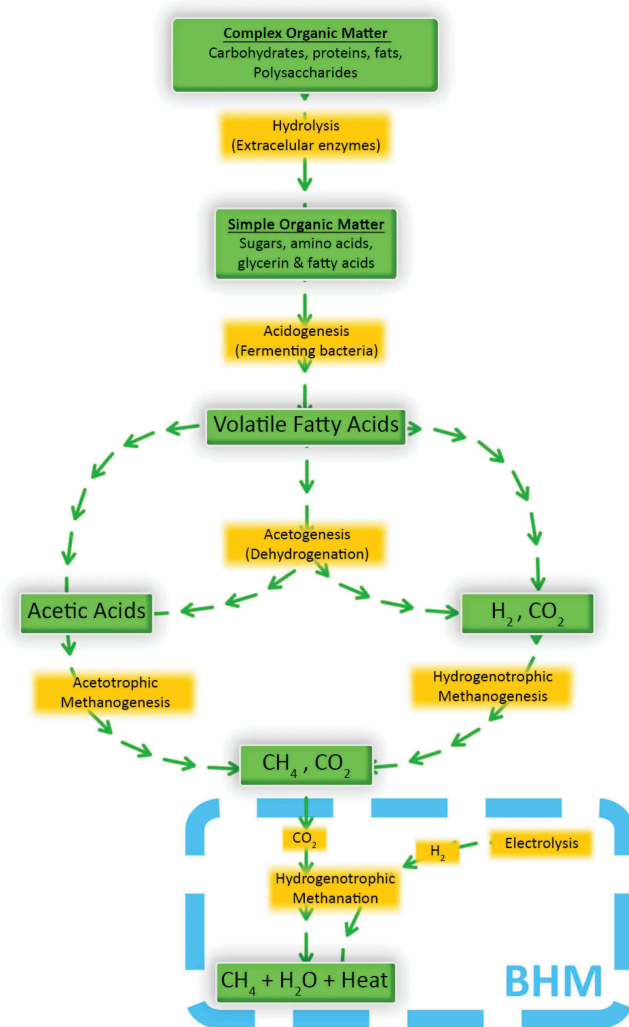 Complex Organic Matter
Carbohydrates, proteins, fats,
Polysaccharides
Hydrolysis
(Extracelular enzymes)
Simple Organic Matter
Sugars, amino acids,
glycerin & fatty acids
Acidogenesis
(Fermenting bacteria)
Volatile Fatty Acids
Acetogenesis
(Dehydrogenation)
Acetic Acids
H₂ , CO₂
Acetotrophic
Methanogenesis
Hydrogenotrophic
Methanogenesis
CH₄ , CO₂
CO₂
H₂
Electrolysis
Hydrogenotrophic
Methanation
CH₄ + H₂O + Heat
BHM